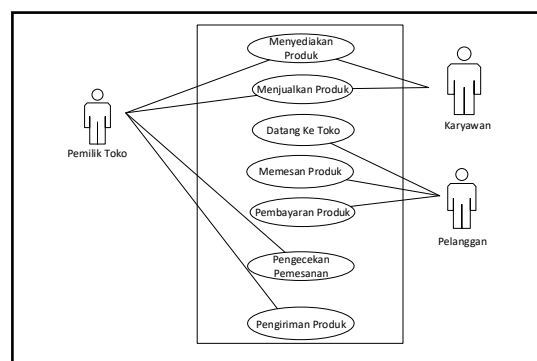 Menyediakan
Produk
Menjualkan Produk
Karyawan
Datang Ke Toko
Pemilik Toko
Memesan Produk
Pembayaran Produk
Pelanggan
Pengecekan
Pemesanan
Pengiriman Produk